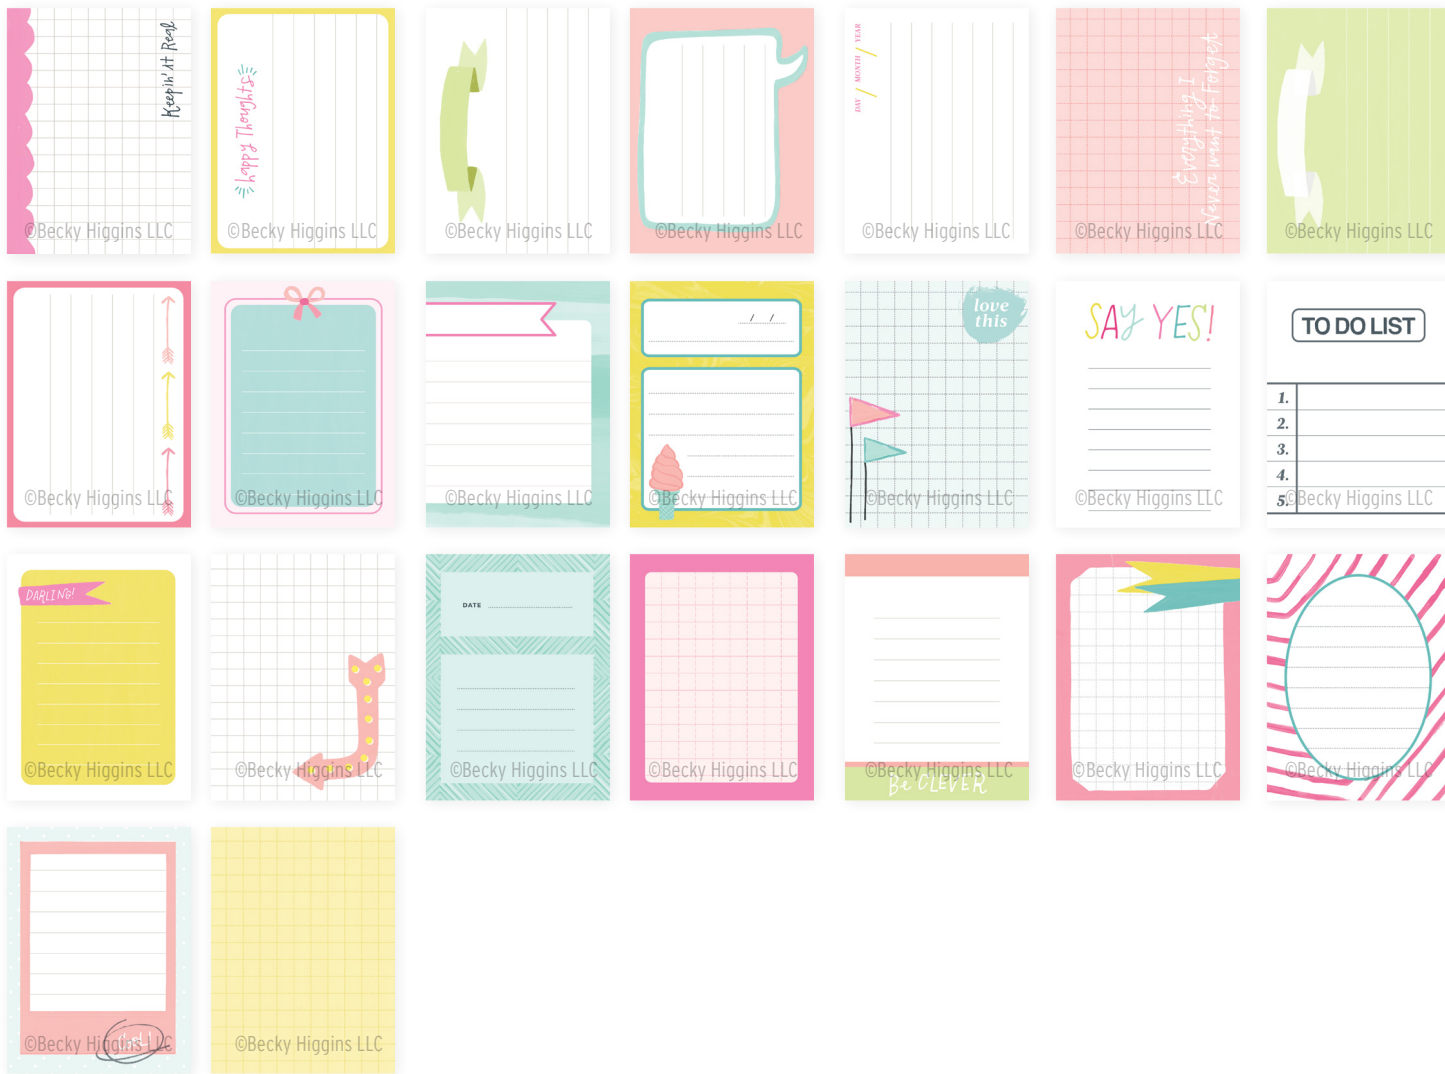 Keepin' It Real
©Becky Higgins LLC
happy Thoughts
©Becky Higgins LLC
©Becky Higgins LLC
©Becky Higgins LLC
DAY / MONTH / YEAR
©Becky Higgins LLC
Everything I
Never want to Forget
©Becky Higgins LLC
©Becky Higgins LLC
©Becky Higgins LLC
©Becky Higgins LLC
©Becky Higgins LLC
/ /
©Becky Higgins LLC
love
this
©Becky Higgins LLC
SAY YES!
©Becky Higgins LLC
TO DO LIST
1.
2.
3.
4.
5.
©Becky Higgins LLC
DARLING!
©Becky Higgins LLC
©Becky Higgins LLC
DATE
©Becky Higgins LLC
©Becky Higgins LLC
©Becky Higgins LLC
Be CLEVER
©Becky Higgins LLC
©Becky Higgins LLC
©Becky Higgins LLC
©Becky Higgins LLC